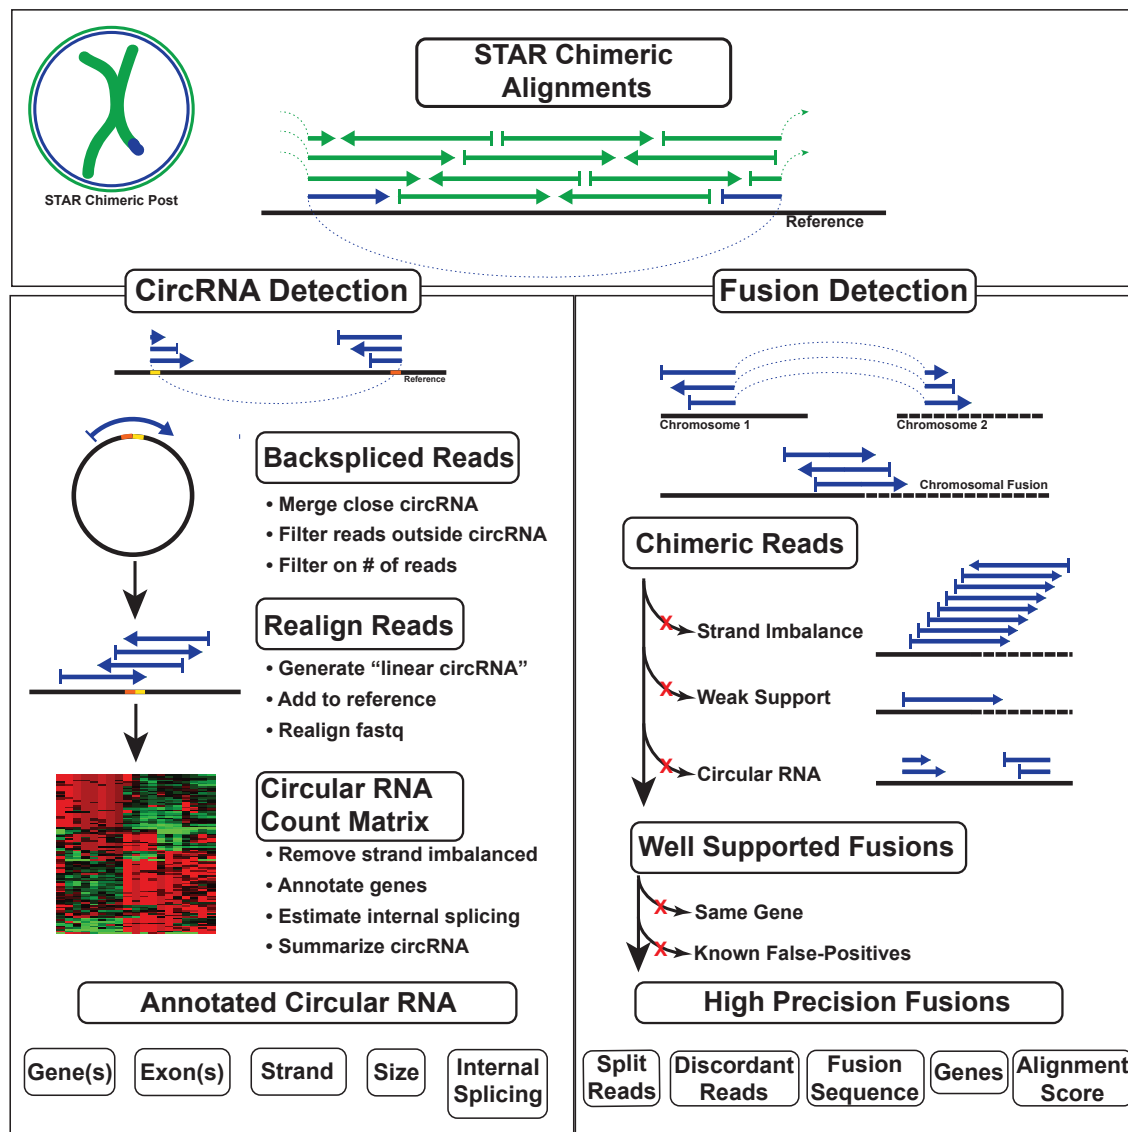 STAR Chimeric
Alignments
STAR Chimeric Post
Reference
CircRNA Detection
Reference
Backspliced Reads
• Merge close circRNA
• Filter reads outside circRNA
• Filter on # of reads
Realign Reads
• Generate “linear circRNA”
• Add to reference
• Realign fastq
Circular RNA
Count Matrix
• Remove strand imbalanced
• Annotate genes
• Estimate internal splicing
• Summarize circRNA
Annotated Circular RNA
Gene(s)
Exon(s)
Strand
Size
Internal
Splicing
Fusion Detection
Chromosome 1
Chromosome 2
Chromosomal Fusion
Chimeric Reads
X
Strand Imbalance
X
Weak Support
X
Circular RNA
Well Supported Fusions
X
Same Gene
X
Known False-Positives
High Precision Fusions
Split
Reads
Discordant
Reads
Fusion
Sequence
Genes
Alignment
Score